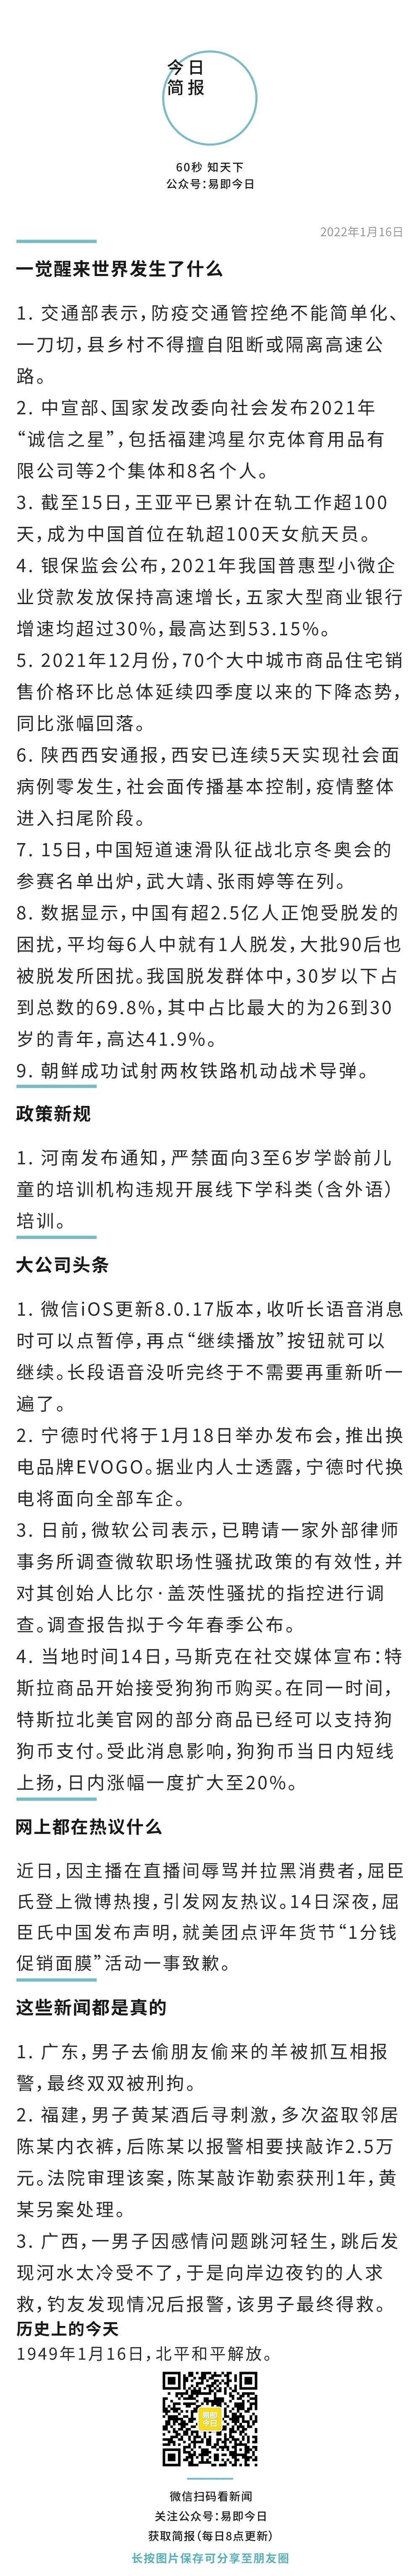 今日
简报
60秒 知天下
公众号：易即今日
2022年1月16日
一觉醒来世界发生了什么
1. 交通部表示，防疫交通管控绝不能简单化、
一刀切，县乡村不得擅自阻断或隔离高速公
路。
2. 中宣部、国家发改委向社会发布2021年
“诚信之星”，包括福建鸿星尔克体育用品有
限公司等2个集体和8名个人。
3. 截至15日，王亚平已累计在轨工作超100
天，成为中国首位在轨超100天女航天员。
4. 银保监会公布，2021年我国普惠型小微企
业贷款发放保持高速增长，五家大型商业银行
增速均超过30%，最高达到53.15%。
5. 2021年12月份，70个大中城市商品住宅销
售价格环比总体延续四季度以来的下降态势，
同比涨幅回落。
6. 陕西西安通报，西安已连续5天实现社会面
病例零发生，社会面传播基本控制，疫情整体
进入扫尾阶段。
7. 15日，中国短道速滑队征战北京冬奥会的
参赛名单出炉，武大靖、张雨婷等在列。
8. 数据显示，中国有超2.5亿人正饱受脱发的
困扰，平均每6人中就有1人脱发，大批90后也
被脱发所困扰。我国脱发群体中，30岁以下占
到总数的69.8%，其中占比最大的为26到30
岁的青年，高达41.9%。
9. 朝鲜成功试射两枚铁路机动战术导弹。
政策新规
1. 河南发布通知，严禁面向3至6岁学龄前儿
童的培训机构违规开展线下学科类（含外语）
培训。
大公司头条
1. 微信iOS更新8.0.17版本，收听长语音消息
时可以点暂停，再点“继续播放”按钮就可以
继续。长段语音没听完终于不需要再重新听一
遍了。
2. 宁德时代将于1月18日举办发布会，推出换
电品牌EVOGO。据业内人士透露，宁德时代换
电将面向全部车企。
3. 日前，微软公司表示，已聘请一家外部律师
事务所调查微软职场性骚扰政策的有效性，并
对其创始人比尔·盖茨性骚扰的指控进行调
查。调查报告拟于今年春季公布。
4. 当地时间14日，马斯克在社交媒体宣布：特
斯拉商品开始接受狗狗币购买。在同一时间，
特斯拉北美官网的部分商品已经可以支持狗
狗币支付。受此消息影响，狗狗币当日内短线
上扬，日内涨幅一度扩大至20%。
网上都在热议什么
近日，因主播在直播间辱骂并拉黑消费者，屈臣
氏登上微博热搜，引发网友热议。14日深夜，屈
臣氏中国发布声明，就美团点评年货节“1分钱
促销面膜”活动一事致歉。
这些新闻都是真的
1. 广东，男子去偷朋友偷来的羊被抓互相报
警，最终双双被刑拘。
2. 福建，男子黄某酒后寻刺激，多次盗取邻居
陈某内衣裤，后陈某以报警相要挟敲诈2.5万
元。法院审理该案，陈某敲诈勒索获刑1年，黄
某另案处理。
3. 广西，一男子因感情问题跳河轻生，跳后发
现河水太冷受不了，于是向岸边夜钓的人求
救，钓友发现情况后报警，该男子最终得救。
历史上的今天
1949年1月16日，北平和平解放。
易即
今日
微信扫码看新闻
关注公众号：易即今日
获取简报（每日8点更新）
长按图片保存可分享至朋友圈